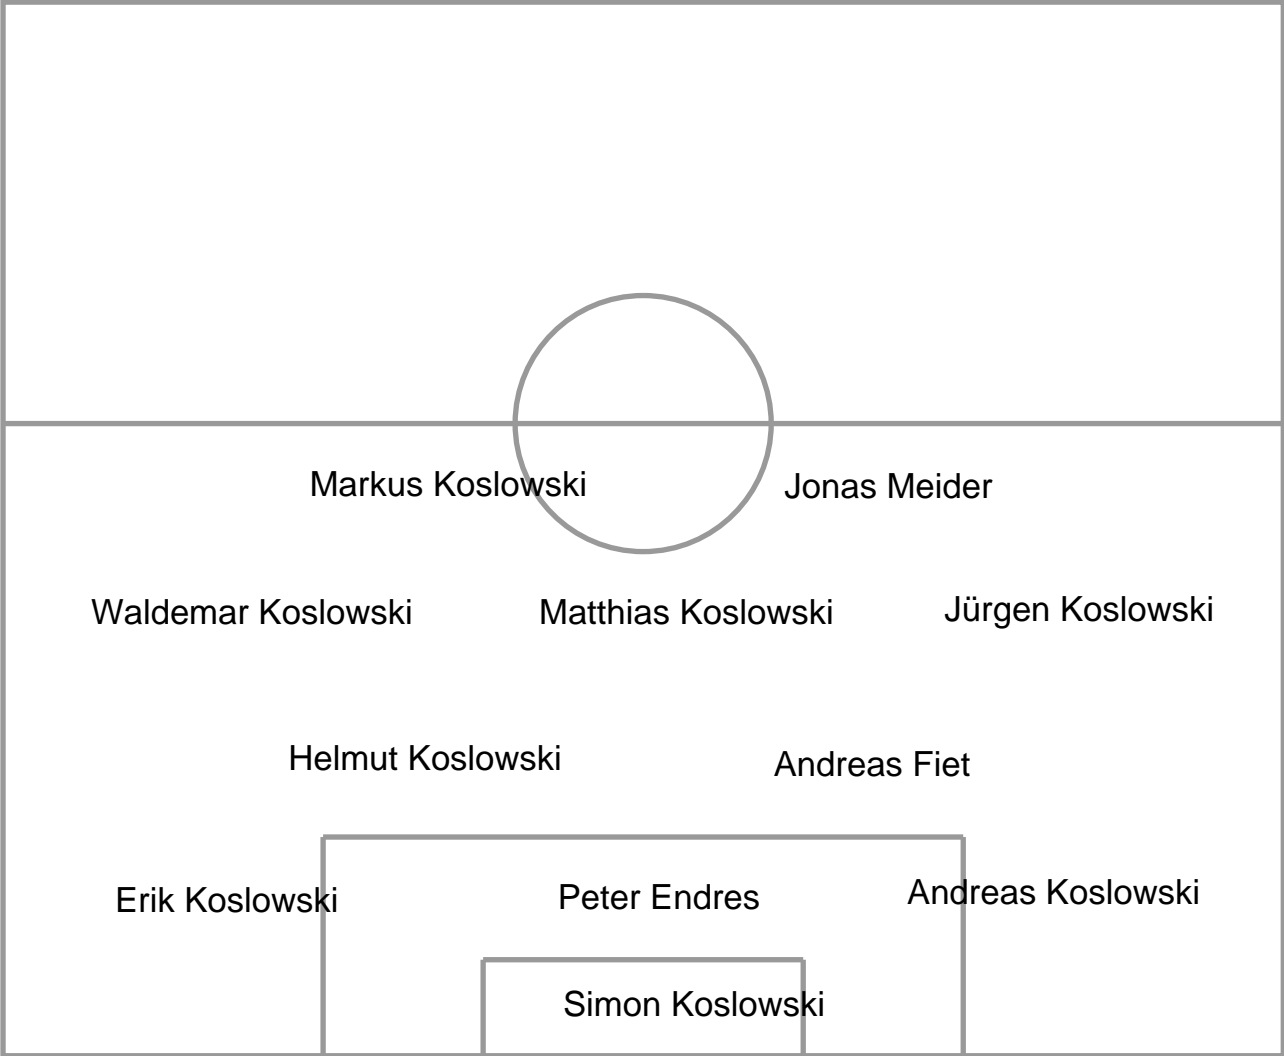 Markus Koslowski
Jonas Meider
Waldemar Koslowski
Matthias Koslowski
Jürgen Koslowski
Helmut Koslowski
Andreas Fiet
Erik Koslowski
Peter Endres
Andreas Koslowski
Simon Koslowski